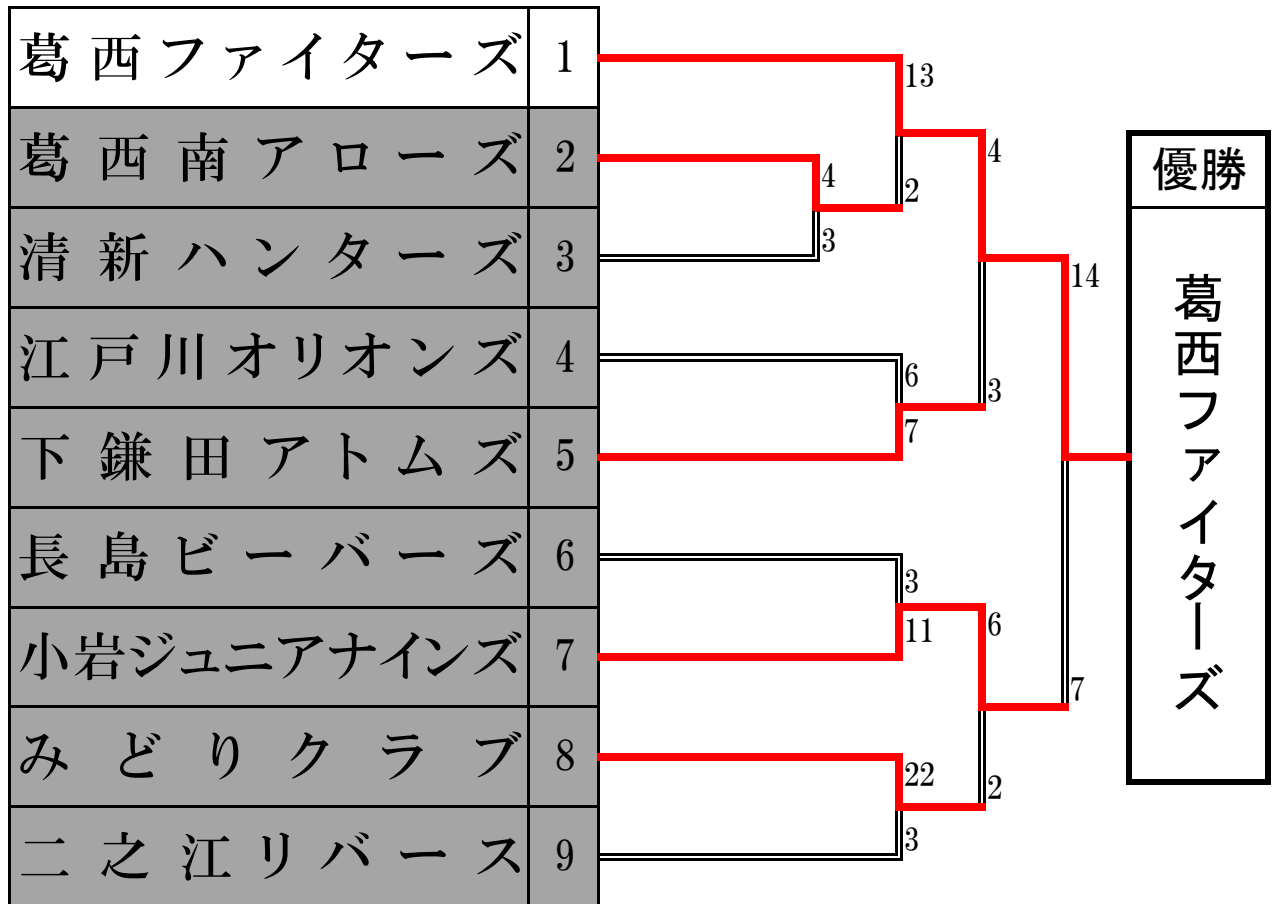 葛西ファイターズ 1
葛西南アローズ 2
清新ハンターズ 3
江戸川オリオンズ 4
下鎌田アトムズ 5
長島ビーバーズ 6
小岩ジュニアナインズ 7
みどりクラブ 8
二之江リバース 9
13
2
4
3
6
7
3
11
22
3
4
3
6
2
14
7
優勝
葛西ファイターズ